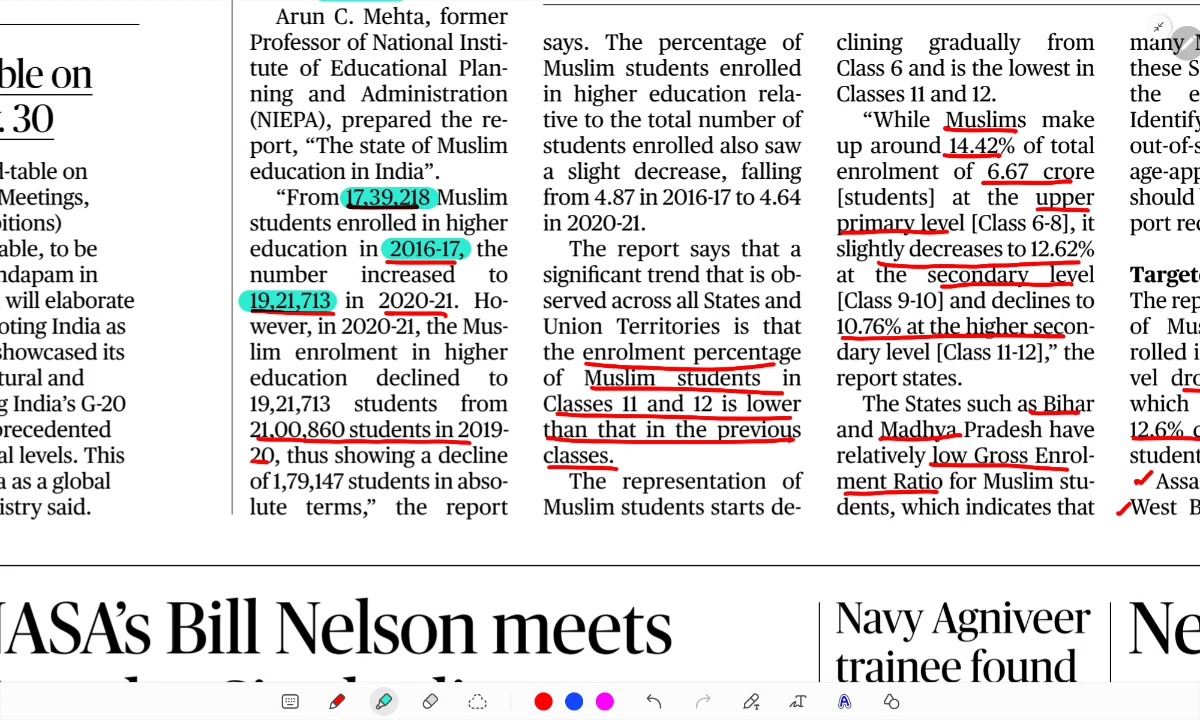 ble on
. 30
d-table on
Meetings,
itions)
able, to be
ndapam in
will elaborate
oting India as
showcased its
tural and
g India's G-20
precedented
al levels. This
a as a global
istry said.
Arun C. Mehta, former
Professor of National Insti-
tute of Educational Plan-
ning and Administration
(NIEPA), prepared the re-
port, “The state of Muslim
education in India”.
“From 17,39,218 Muslim
students enrolled in higher
education in 2016-17, the
number increased to
19,21,713 in 2020-21. Ho-
wever, in 2020-21, the Mus-
lim enrolment in higher
education declined to
19,21,713 students from
21,00,860 students in 2019-
20, thus showing a decline
of 1,79,147 students in abso-
lute terms,” the report
says. The percentage of
Muslim students enrolled
in higher education rela-
tive to the total number of
students enrolled also saw
a slight decrease, falling
from 4.87 in 2016-17 to 4.64
in 2020-21.
The report says that a
significant trend that is ob-
served across all States and
Union Territories is that
the enrolment percentage
of Muslim students in
Classes 11 and 12 is lower
than that in the previous
classes.
The representation of
Muslim students starts de-
clining gradually from
Class 6 and is the lowest in
Classes 11 and 12.
“While Muslims make
up around 14.42% of total
enrolment of 6.67 crore
[students] at the upper
primary level [Class 6-8], it
slightly decreases to 12.62%
at the secondary level
[Class 9-10] and declines to
10.76% at the higher secon-
dary level [Class 11-12],” the
report states.
The States such as Bihar
and Madhya Pradesh have
relatively low Gross Enrol-
ment Ratio for Muslim stu-
dents, which indicates that
many
these S
the e
Identify
out-of-s
age-app
should
port rec
Target
The rep
of Mus
rolled i
vel dro
which
12.6% c
student
Assa
West B
NASA's Bill Nelson meets
Navy Agniveer
trainee found
Ne